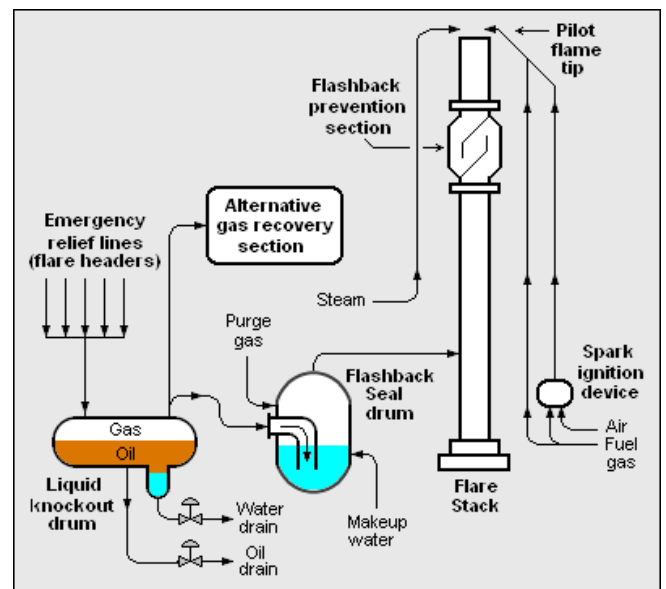 Pilot
flame
tip
Flashback
prevention
section
Alternative
gas recovery
section
Emergency
relief lines
(flare headers)
Steam
Purge
gas
Flashback
Seal
drum
Spark
ignition
device
Air
Fuel
gas
Gas
Oil
Liquid
knockout
drum
Water
drain
Oil
drain
Makeup
water
Flare
Stack